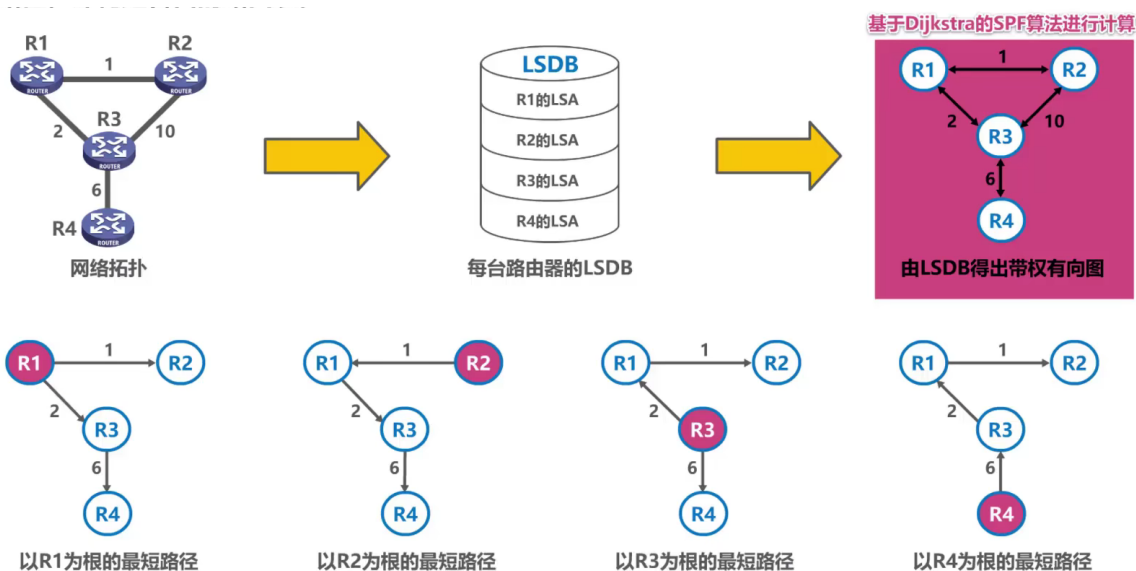 基于Dijkstra的SPF算法进行计算
R1
R2
1
ROUTER
ROUTER
R3
2
10
ROUTER
6
R4
ROUTER
网络拓扑
LSDB
R1的LSA
R2的LSA
R3的LSA
R4的LSA
每台路由器的LSDB
R1
1
R2
2
10
R3
6
R4
由LSDB得出带权有向图
R1
1
R2
2
R3
6
R4
以R1为根的最短路径
R1
1
R2
2
R3
6
R4
以R2为根的最短路径
R1
1
R2
2
R3
6
R4
以R3为根的最短路径
R1
1
R2
2
R3
6
R4
以R4为根的最短路径